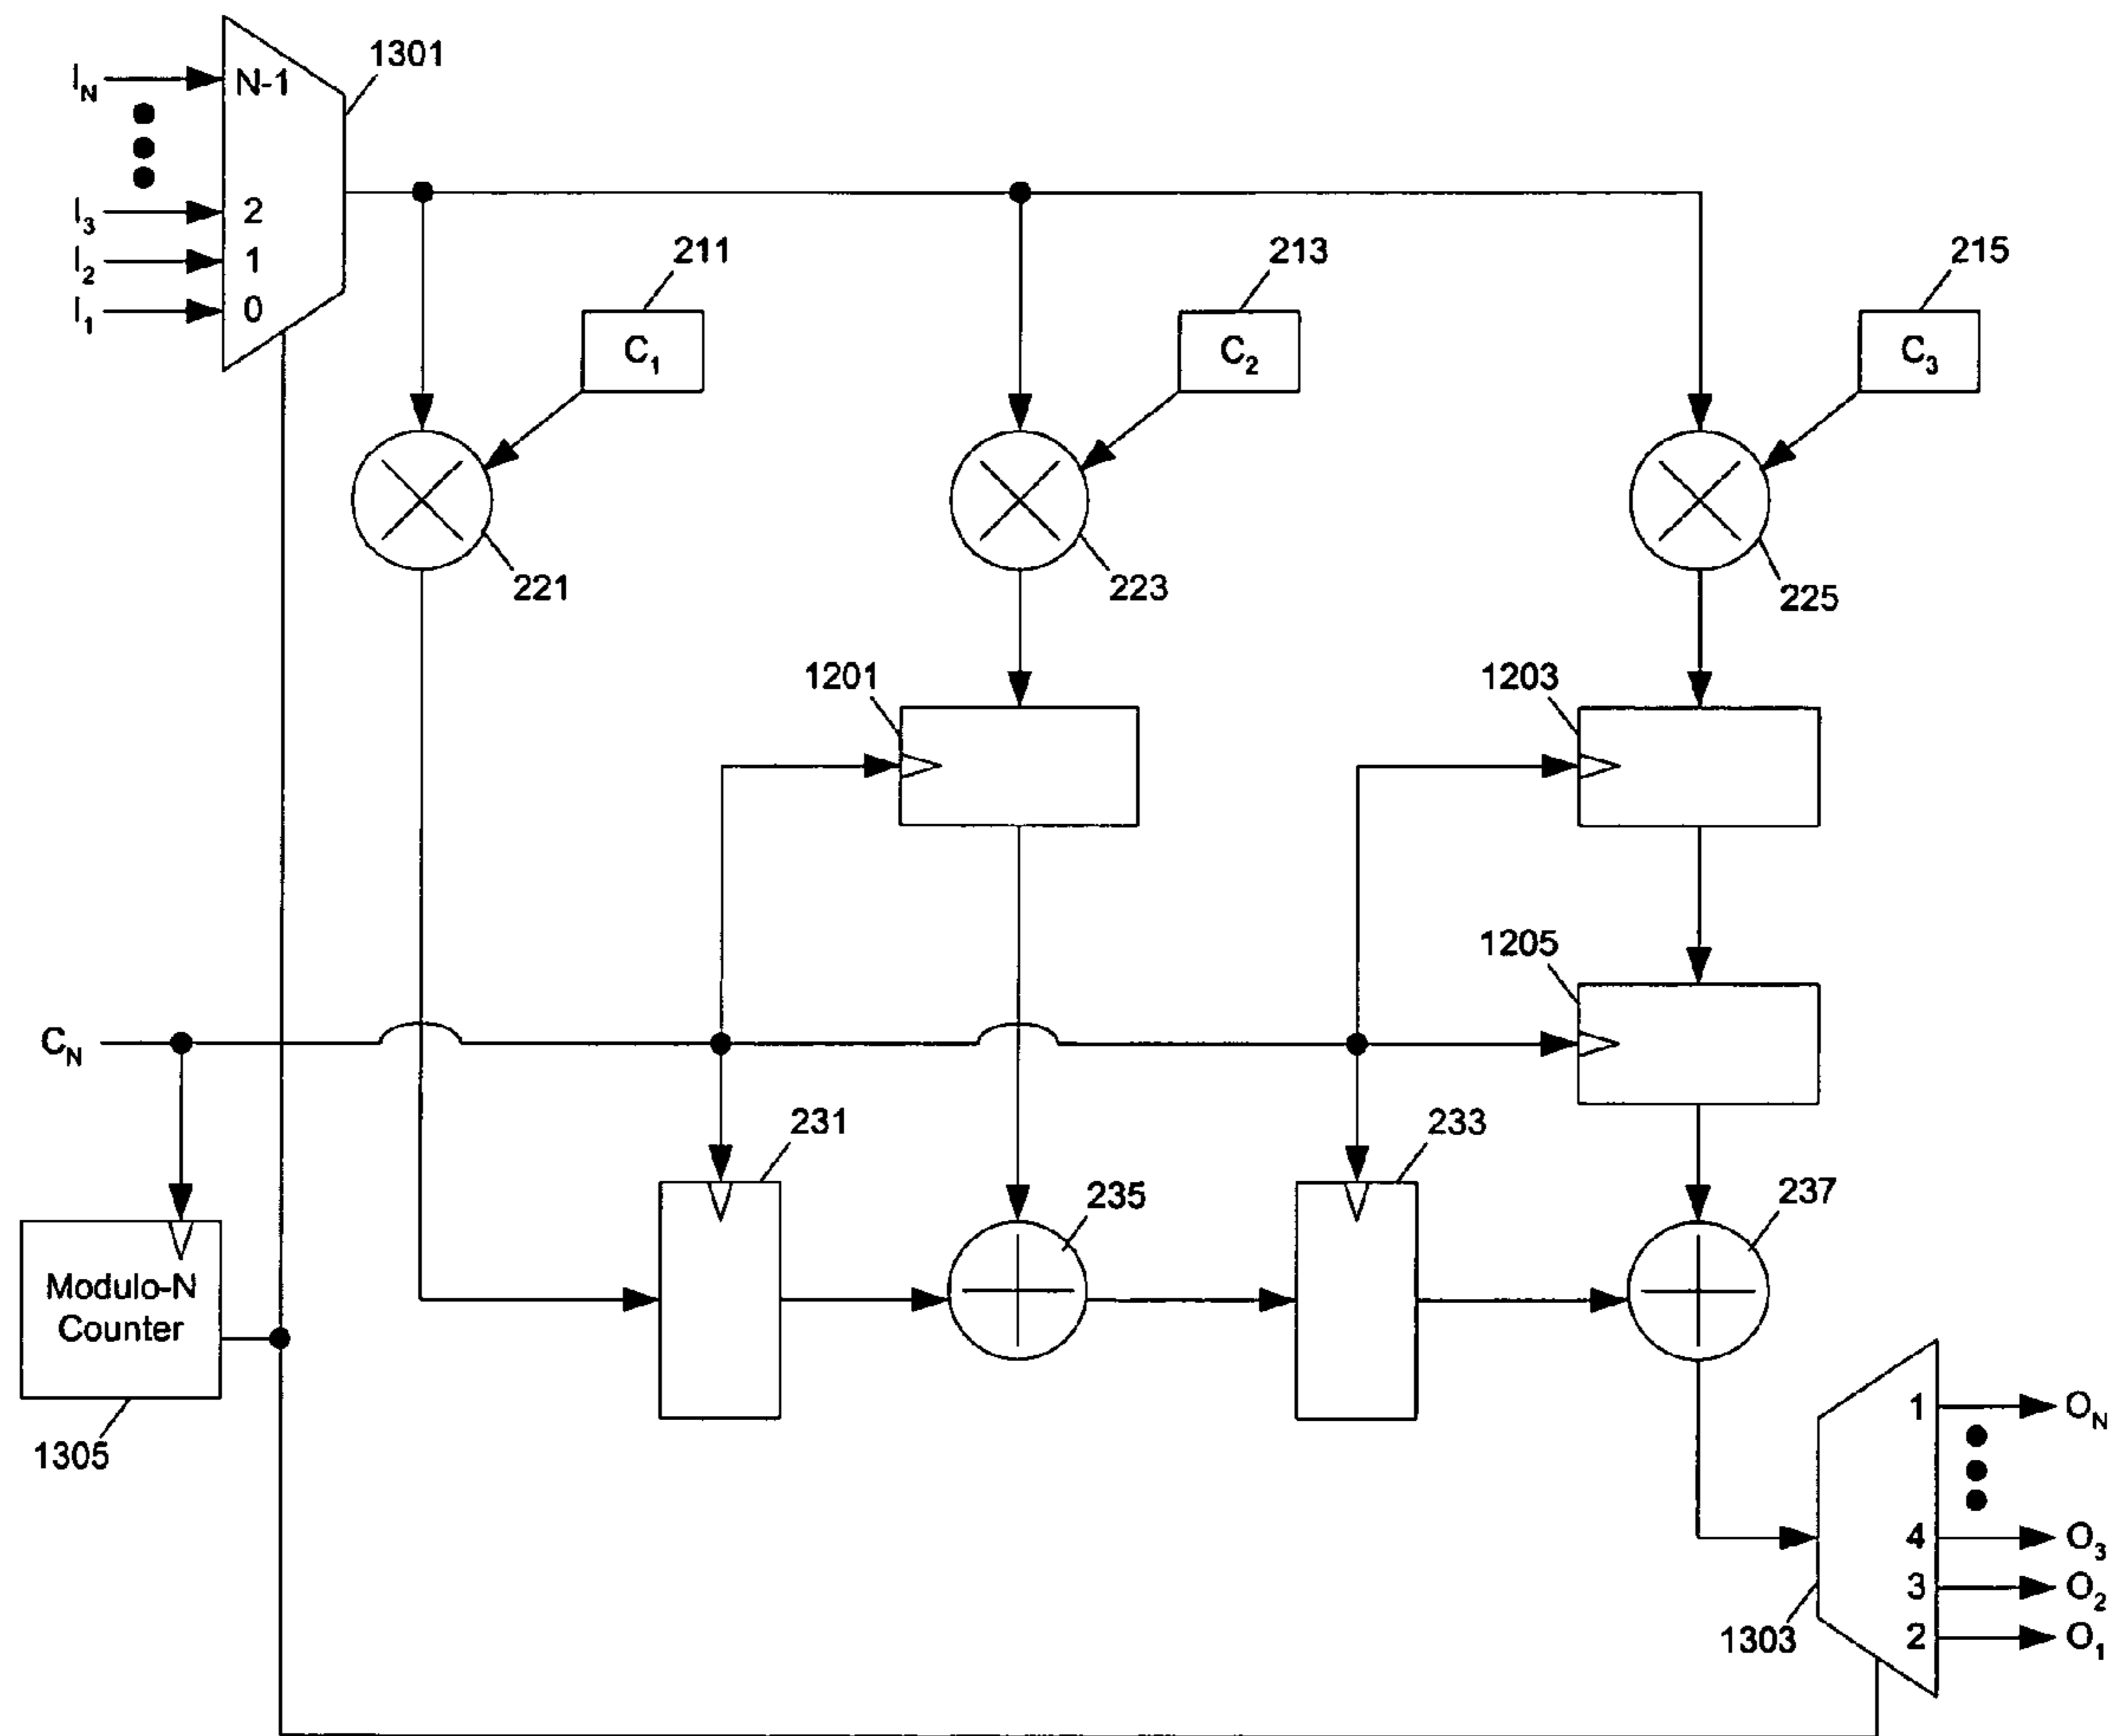 1301
I_N
N-1
I_3
2
I_2
1
I_1
0
211
213
215
C_1
C_2
C_3
221
223
225
1201
1203
1205
C_N
231
233
235
237
Modulo-N
Counter
1305
1
O_N
4
O_3
3
O_2
1303
2
O_1